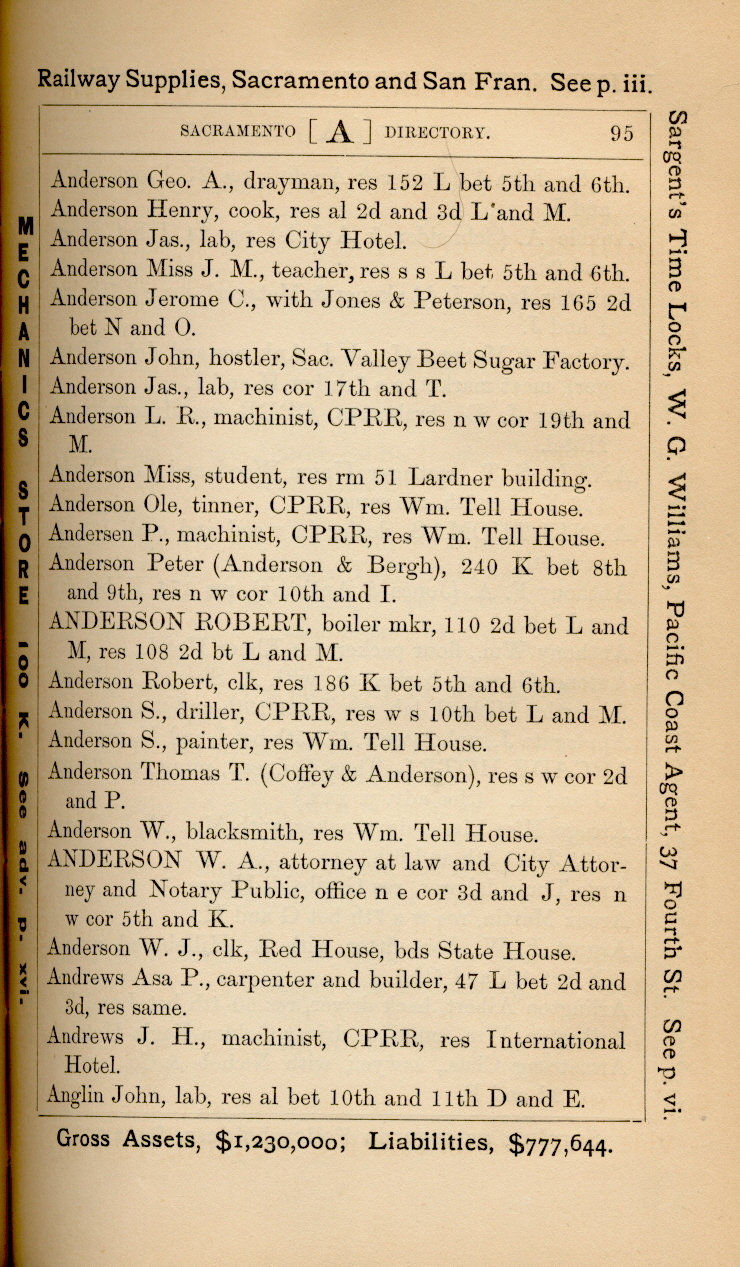 Railway Supplies, Sacramento and San Fran. See p. iii.
SACRAMENTO [ A ] DIRECTORY. 95
Anderson Geo. A., drayman, res 152 L bet 5th and 6th.
Anderson Henry, cook, res al 2d and 3d L and M.
Anderson Jas., lab, res City Hotel.
Anderson Miss J. M., teacher, res s s L bet 5th and 6th.
Anderson Jerome C., with Jones & Peterson, res 165 2d
bet N and O.
Anderson John, hostler, Sac. Valley Beet Sugar Factory.
Anderson Jas., lab, res cor 17th and T.
Anderson L. R., machinist, CPRR, res n w cor 19th and
M.
Anderson Miss, student, res rm 51 Lardner building.
Anderson Ole, tinner, CPRR, res Wm. Tell House.
Andersen P., machinist, CPRR, res Wm. Tell House.
Anderson Peter (Anderson & Bergh), 240 K bet 8th
and 9th, res n w cor 10th and I.
ANDERSON ROBERT, boiler mkr, 110 2d bet L and
M, res 108 2d bt L and M.
Anderson Robert, clk, res 186 K bet 5th and 6th.
Anderson S., driller, CPRR, res w s 10th bet L and M.
Anderson S., painter, res Wm. Tell House.
Anderson Thomas T. (Coffey & Anderson), res s w cor 2d
and P.
Anderson W., blacksmith, res Wm. Tell House.
ANDERSON W. A., attorney at law and City Attor-
ney and Notary Public, office n e cor 3d and J, res n
w cor 5th and K.
Anderson W. J., clk, Red House, bds State House.
Andrews Asa P., carpenter and builder, 47 L bet 2d and
3d, res same.
Andrews J. H., machinist, CPRR, res International
Hotel.
Anglin John, lab, res al bet 10th and 11th D and E.
Gross Assets, $1,230,000; Liabilities, $777,644.
MECHANICS STORE 100 K. See adv. p. xvi.
Sargent's Time Locks, W. G. Williams, Pacific Coast Agent, 37 Fourth St. See p. vi.